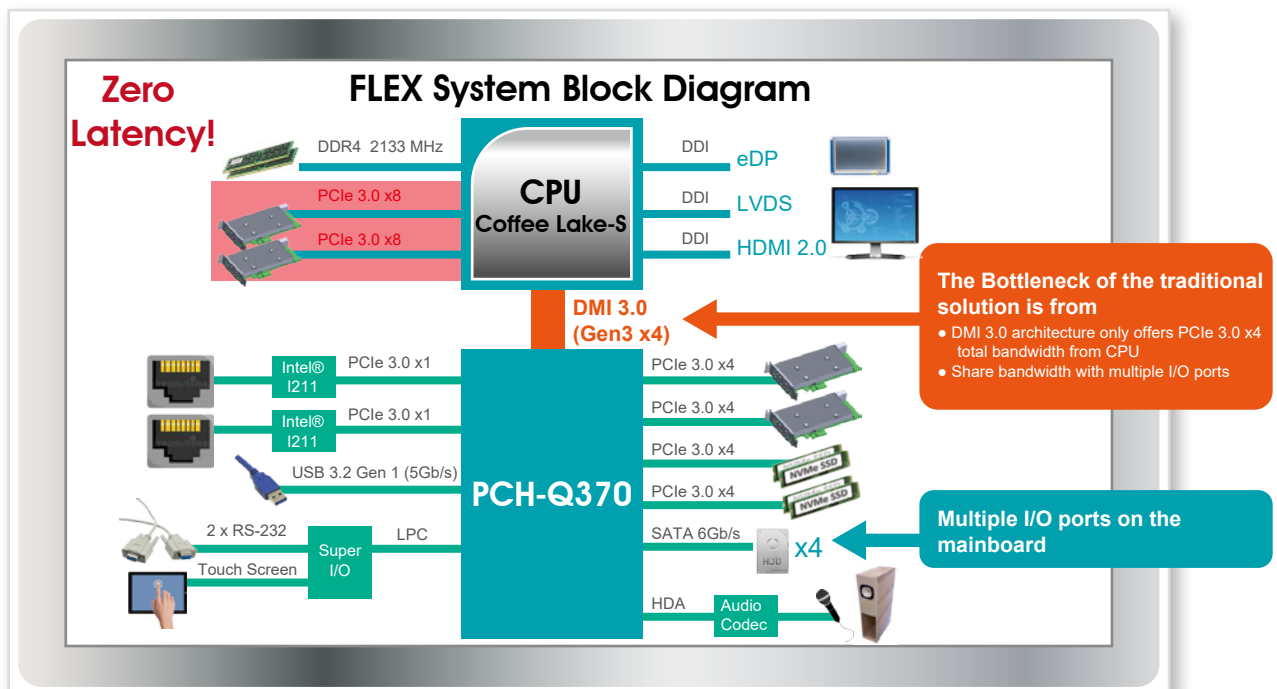 Zero
Latency!
FLEX System Block Diagram
DDR4 2133 MHz
PCIe 3.0 x8
PCIe 3.0 x8
CPU
Coffee Lake-S
DDI
eDP
DDI
LVDS
DDI
HDMI 2.0
DMI 3.0
(Gen3 x4)
The Bottleneck of the traditional
solution is from
● DMI 3.0 architecture only offers PCIe 3.0 x4
total bandwidth from CPU
● Share bandwidth with multiple I/O ports
Intel®
I211
PCIe 3.0 x1
Intel®
I211
PCIe 3.0 x1
USB 3.2 Gen 1 (5Gb/s)
2 x RS-232
Touch Screen
Super
I/O
LPC
PCH-Q370
PCIe 3.0 x4
PCIe 3.0 x4
PCIe 3.0 x4
NVMe SSD
PCIe 3.0 x4
NVMe SSD
SATA 6Gb/s
HDD
x4
HDA
Audio
Codec
Multiple I/O ports on the
mainboard